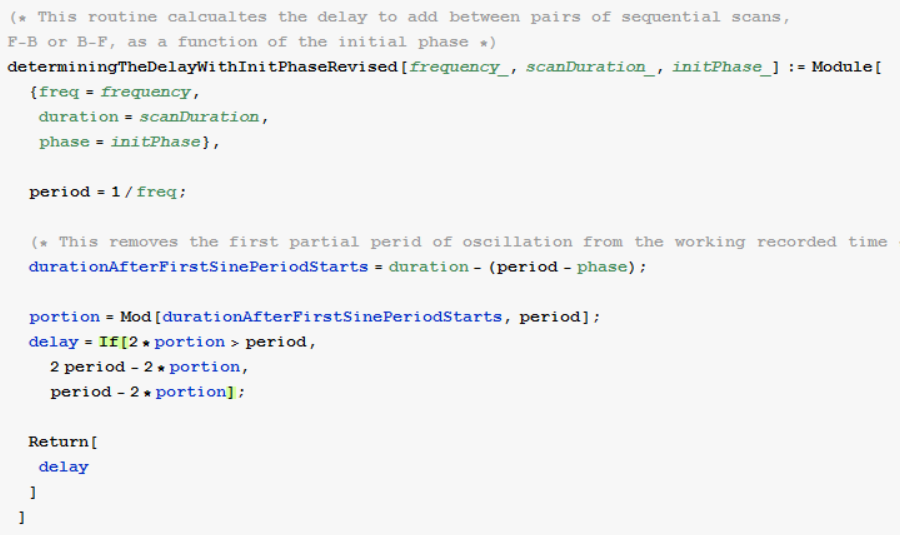 (* This routine calcualtes the delay to add between pairs of sequential scans,
F-B or B-F, as a function of the initial phase *)
determiningTheDelayWithInitPhaseRevised[frequency_, scanDuration_, initPhase_] := Module[
{freq = frequency,
duration = scanDuration,
phase = initPhase},
period = 1/freq;
(* This removes the first partial perid of oscillation from the working recorded time
durationAfterFirstSinePeriodStarts = duration - (period - phase);
portion = Mod[durationAfterFirstSinePeriodStarts, period];
delay = If[2*portion > period,
2 period - 2*portion,
period - 2*portion];
Return[
delay
]
]